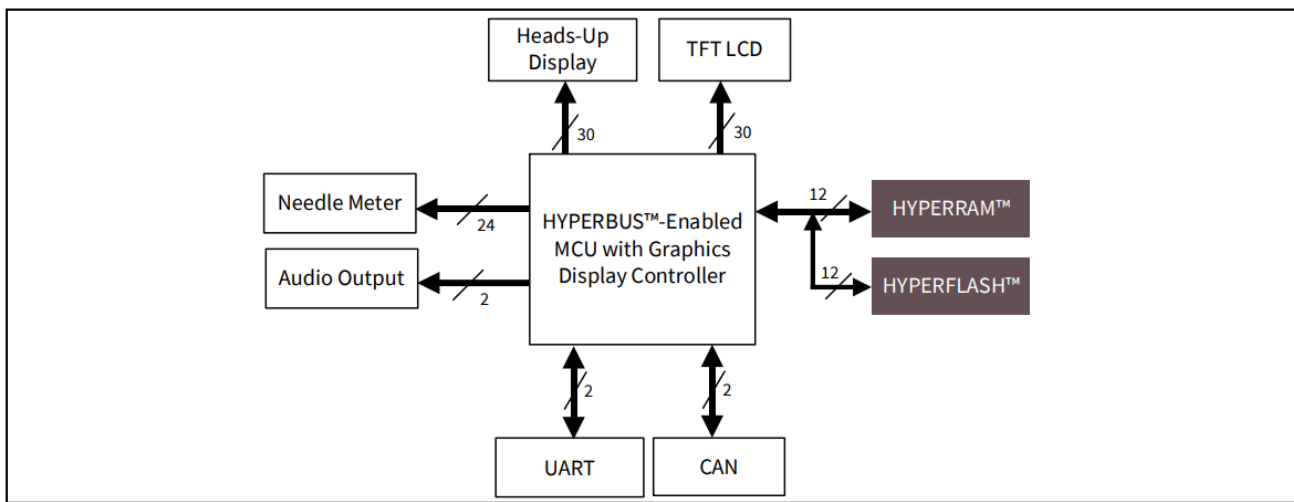 Heads-Up
Display
TFT LCD
30
30
Needle Meter
24
Audio Output
2
HYPERBUS™-Enabled
MCU with Graphics
Display Controller
12
HYPERRAM™
12
HYPERFLASH™
2
2
UART
CAN